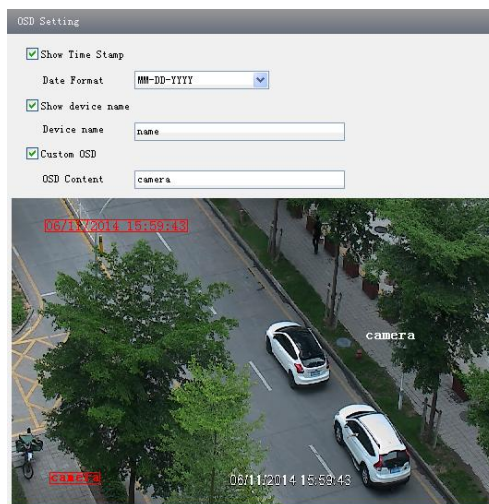 OSD Setting
Show Time Stamp
Date Format MM-DD-YYYY
Show device name
Device name name
Custom OSD
OSD Content camera
06/11/2014 15:59:43
camera
camera
06/11/2014 15:59:43